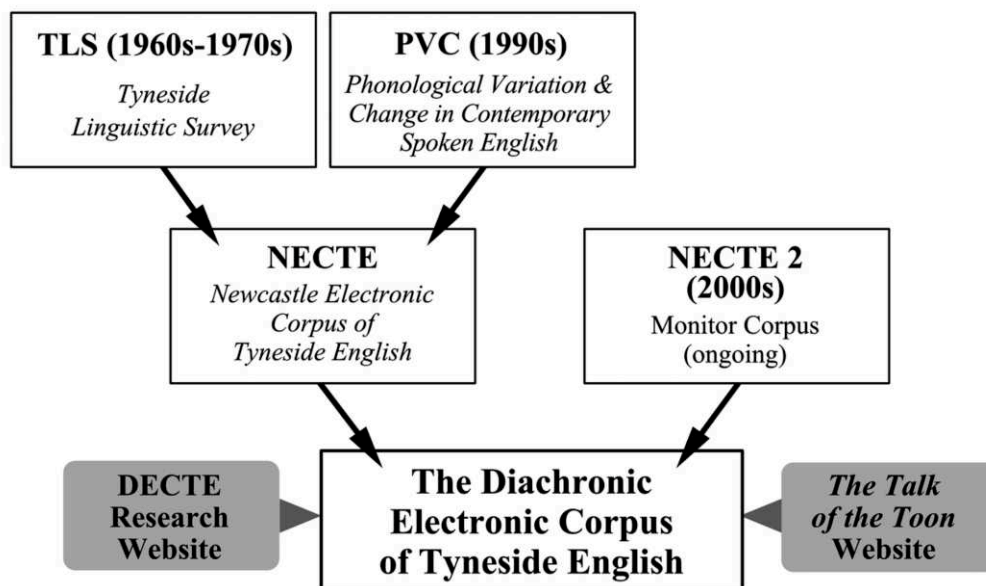 TLS (1960s-1970s)
Tyneside
Linguistic Survey
PVC (1990s)
Phonological Variation &
Change in Contemporary
Spoken English
NECTE
Newcastle Electronic
Corpus of
Tyneside English
NECTE 2
(2000s)
Monitor Corpus
(ongoing)
DECTE
Research
Website
The Diachronic
Electronic Corpus
of Tyneside English
The Talk
of the Toon
Website